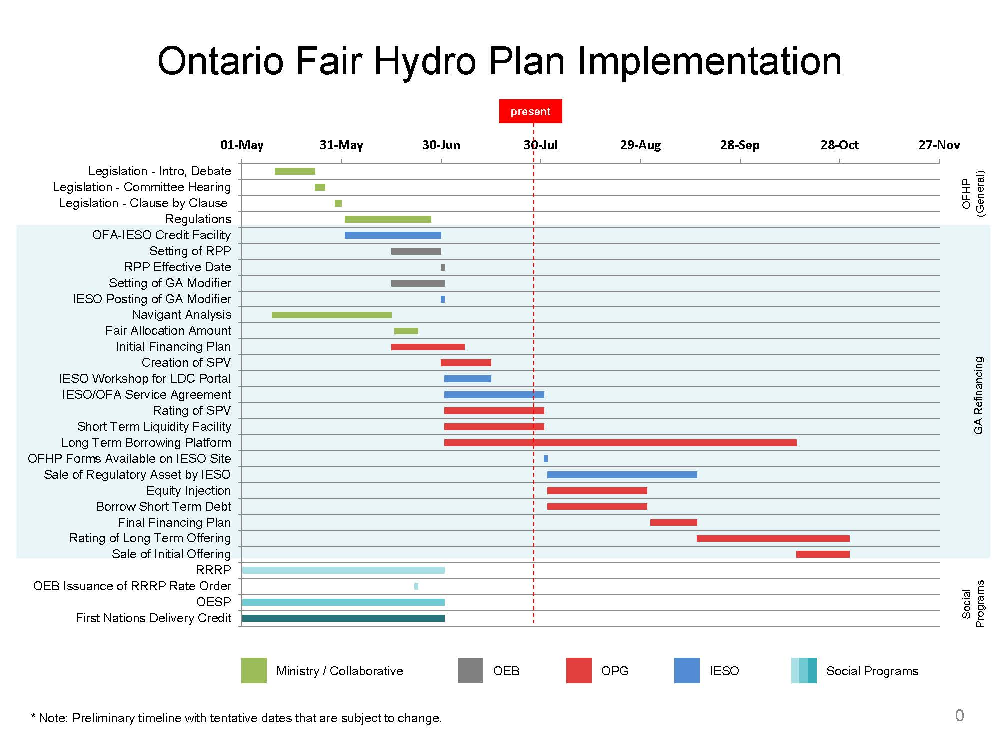 Ontario Fair Hydro Plan Implementation
present
01-May 31-May 30-Jun 30-Jul 29-Aug 28-Sep 28-Oct 27-Nov
Legislation - Intro, Debate
Legislation - Committee Hearing
Legislation - Clause by Clause
Regulations
OFHP
(General)
OFA-IESO Credit Facility
Setting of RPP
RPP Effective Date
Setting of GA Modifier
IESO Posting of GA Modifier
Navigant Analysis
Fair Allocation Amount
Initial Financing Plan
Creation of SPV
IESO Workshop for LDC Portal
IESO/OFA Service Agreement
Rating of SPV
Short Term Liquidity Facility
Long Term Borrowing Platform
OFHP Forms Available on IESO Site
Sale of Regulatory Asset by IESO
Equity Injection
Borrow Short Term Debt
Final Financing Plan
Rating of Long Term Offering
Sale of Initial Offering
GA Refinancing
RRRP
OEB Issuance of RRRP Rate Order
OESP
First Nations Delivery Credit
Social
Programs
Ministry / Collaborative OEB OPG IESO Social Programs
* Note: Preliminary timeline with tentative dates that are subject to change.
0